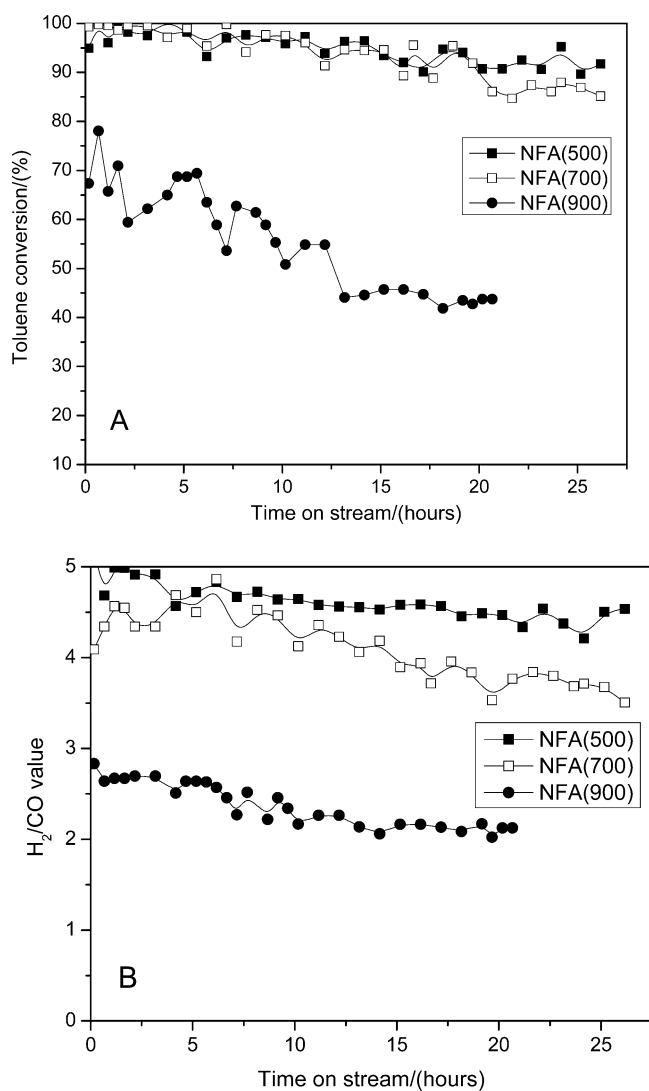 100
90
80
70
60
50
40
30
20
10
Toluene conversion/(%)
NFA(500)
NFA(700)
NFA(900)
A
0 5 10 15 20 25
Time on stream/(hours)
5
4
3
2
1
0
H₂/CO value
NFA(500)
NFA(700)
NFA(900)
B
0 5 10 15 20 25
Time on stream/(hours)